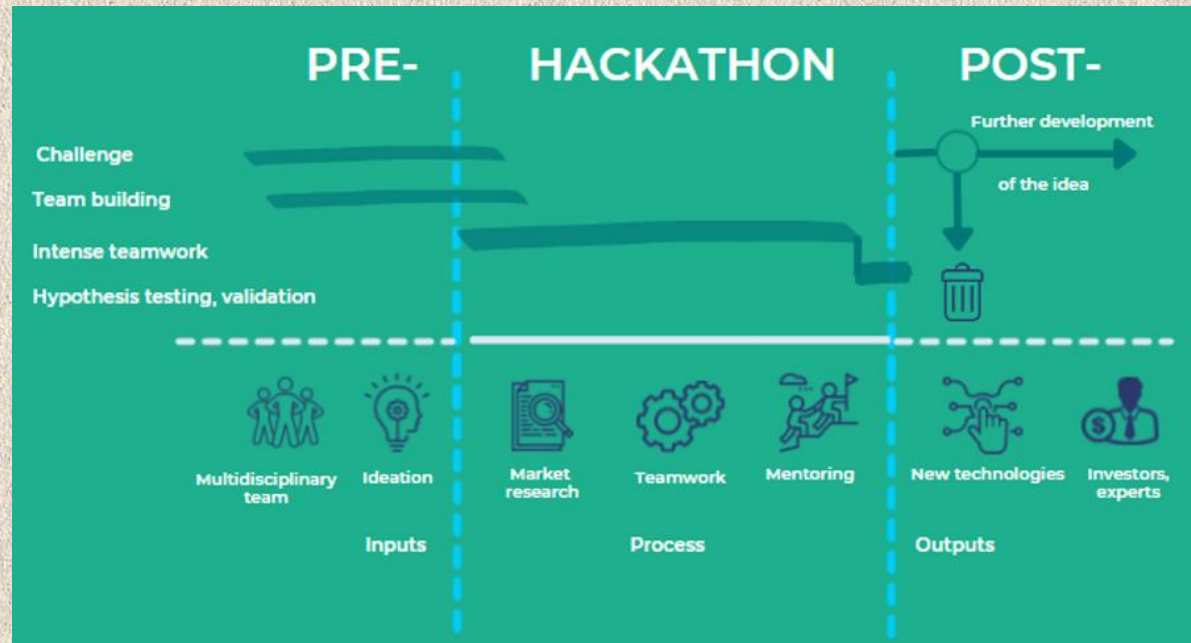 PRE-
HACKATHON
POST-
Further development
of the idea
Challenge
Team building
Intense teamwork
Hypothesis testing, validation
Multidisciplinary
team
Ideation
Market
research
Teamwork
Mentoring
New technologies
Investors,
experts
Inputs
Process
Outputs